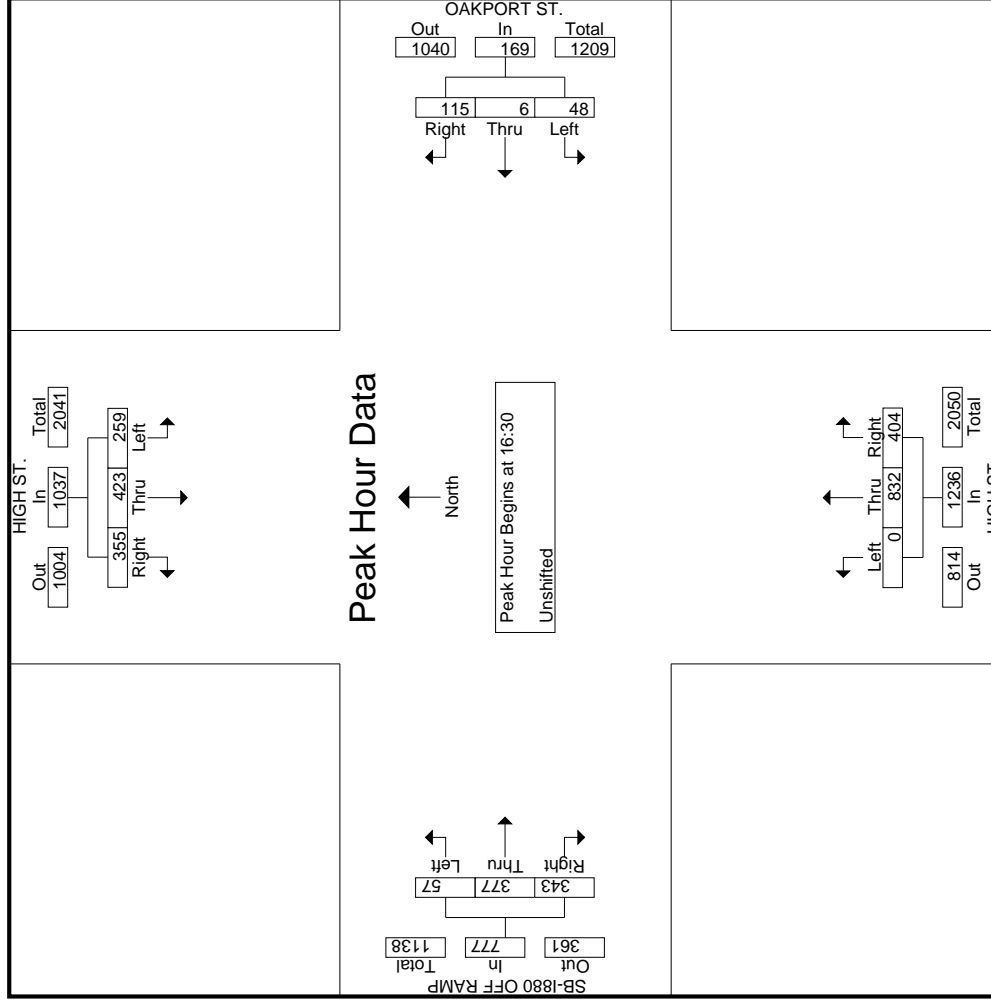 OAKPORT ST.
Out In Total
1040 169 1209
115 6 48
Right Thru Left
HIGH ST.
Out In Total
1004 1037 2041
355 423 259
Right Thru Left
Peak Hour Data
North
Peak Hour Begins at 16:30
Unshifted
Left Thru Right
0 832 404
814 1236 2050
Out In Total
HIGH ST.
Left Thru Right
57 377 343
1138 777 361
Total In Out
SB-I880 OFF RAMP